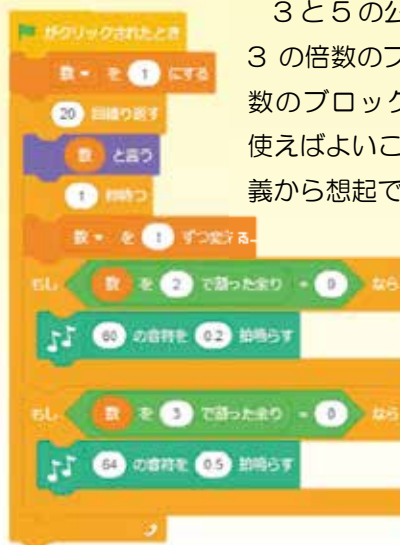 ３と５の公
３ の倍数のブ
数のブロック
使えばよいこ
義から想起で
がクリックされたとき
数 を 1 にする
20 回繰り返す
数 と言う
1 秒待つ
数 を 1 ずつ変える
もし 数 を 2 で割った余り = 0 なら
60 の音符を 0.2 拍鳴らす
もし 数 を 3 で割った余り = 0 なら
64 の音符を 0.5 拍鳴らす